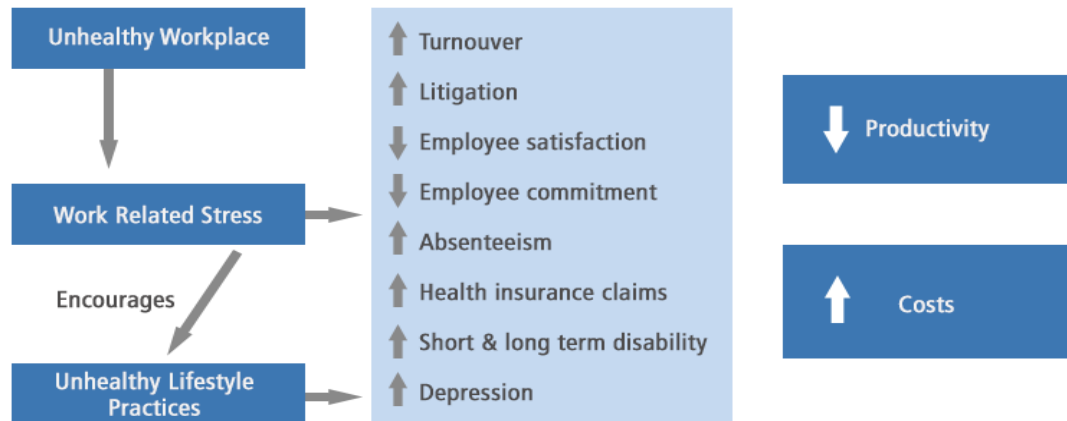 Unhealthy Workplace
Work Related Stress
Encourages
Unhealthy Lifestyle
Practices
Turnouver
Litigation
Employee satisfaction
Employee commitment
Absenteeism
Health insurance claims
Short & long term disability
Depression
Productivity
Costs